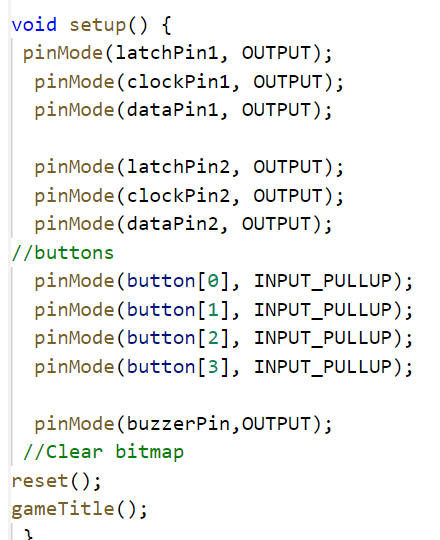 void setup() {
pinMode(latchPin1, OUTPUT);
pinMode(clockPin1, OUTPUT);
pinMode(dataPin1, OUTPUT);
pinMode(latchPin2, OUTPUT);
pinMode(clockPin2, OUTPUT);
pinMode(dataPin2, OUTPUT);
//buttons
pinMode(button[0], INPUT_PULLUP);
pinMode(button[1], INPUT_PULLUP);
pinMode(button[2], INPUT_PULLUP);
pinMode(button[3], INPUT_PULLUP);
pinMode(buzzerPin,OUTPUT);
//Clear bitmap
reset();
gameTitle();
}